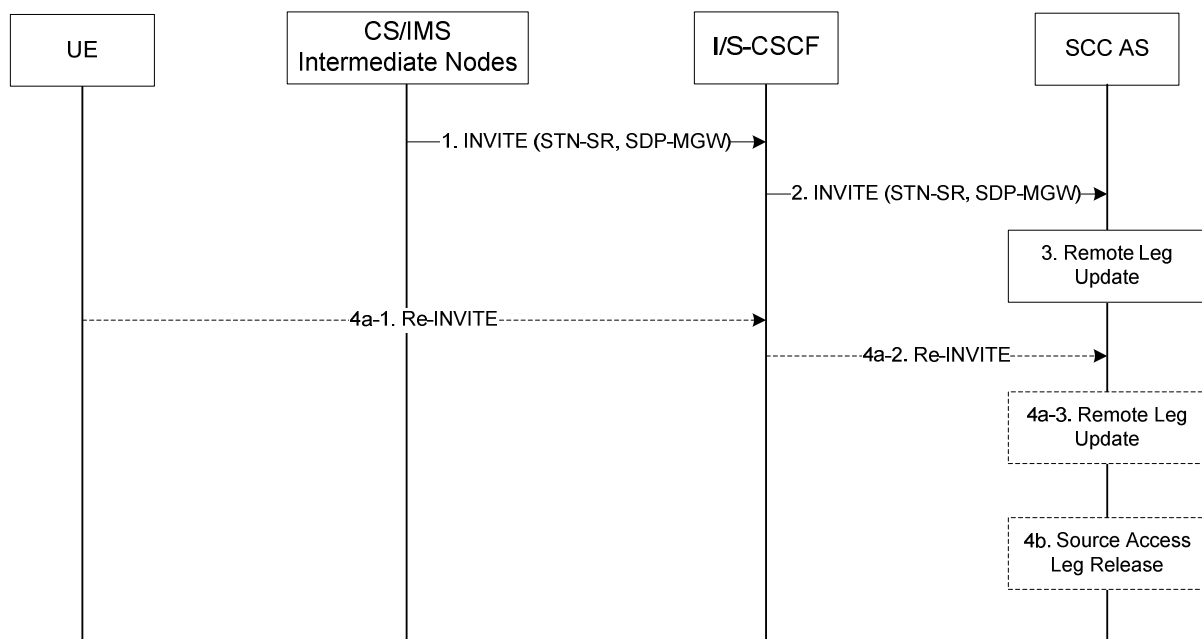 UE
CS/IMS
Intermediate Nodes
I/S-CSCF
SCC AS
1. INVITE (STN-SR, SDP-MGW)
2. INVITE (STN-SR, SDP-MGW)
3. Remote Leg
Update
4a-1. Re-INVITE
4a-2. Re-INVITE
4a-3. Remote Leg
Update
4b. Source Access
Leg Release